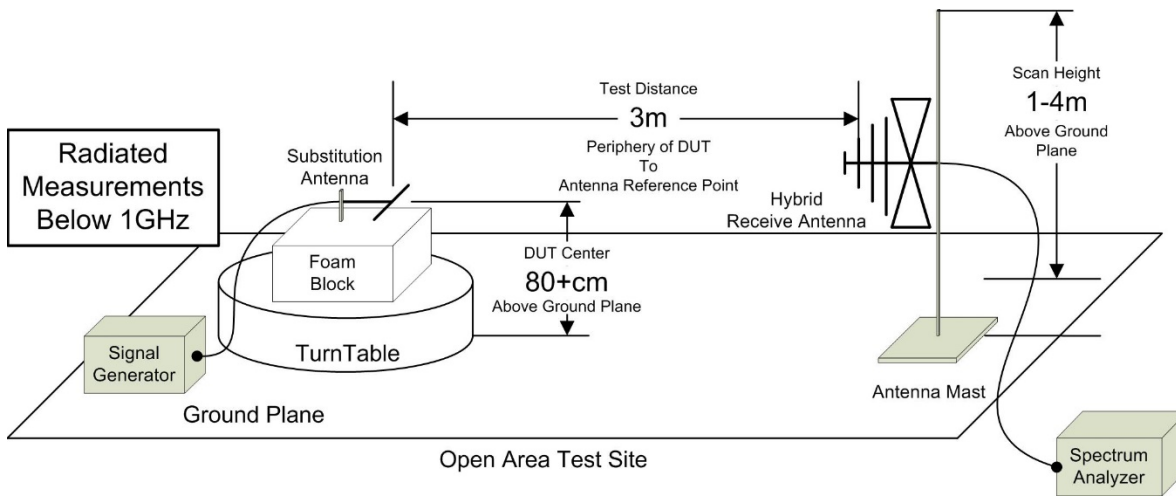 Radiated
Measurements
Below 1GHz
Substitution
Antenna
Test Distance
3m
Periphery of DUT
To
Antenna Reference Point
Hybrid
Receive Antenna
Scan Height
1-4m
Above Ground
Plane
Foam
Block
DUT Center
80+cm
Above Ground Plane
TurnTable
Signal
Generator
Ground Plane
Antenna Mast
Open Area Test Site
Spectrum
Analyzer